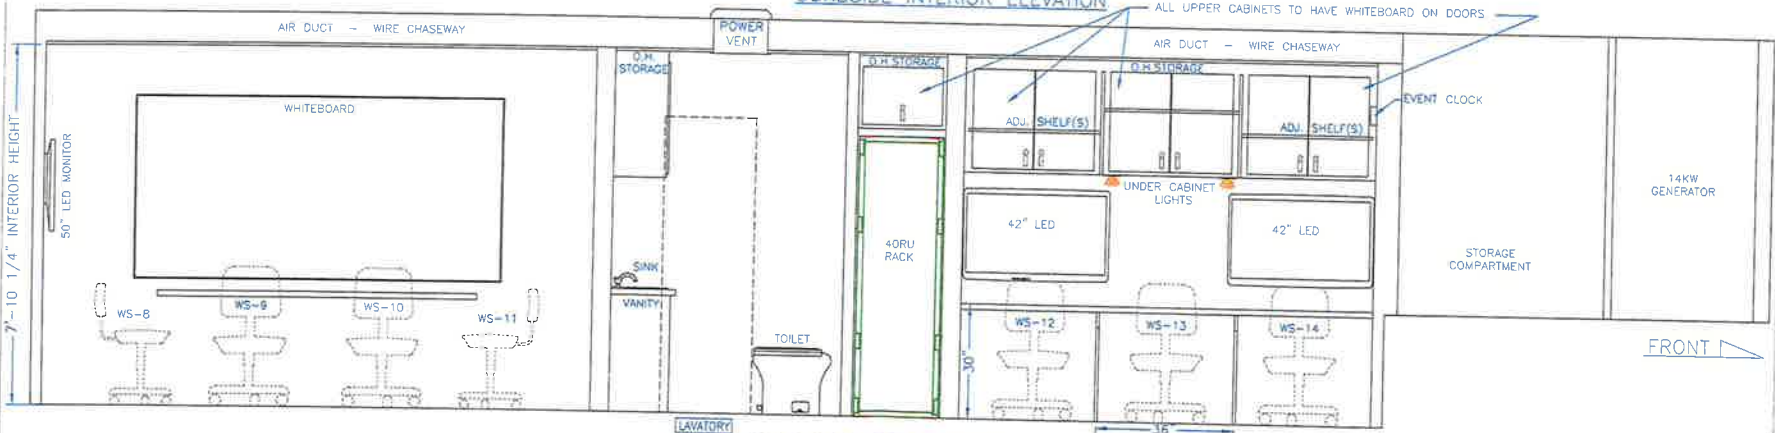 CURBSIDE INTERIOR ELEVATION
ALL UPPER CABINETS TO HAVE WHITEBOARD ON DOORS
AIR DUCT - WIRE CHASEWAY
POWER
VENT
AIR DUCT - WIRE CHASEWAY
O.H.
STORAGE
O.H.STORAGE
O.H.STORAGE
EVENT CLOCK
WHITEBOARD
ADJ. SHELF(S)
ADJ. SHELF(S)
7'-10 1/4" INTERIOR HEIGHT
50" LED MONITOR
UNDER CABINET
LIGHTS
14KW
GENERATOR
42" LED
42" LED
40RU
RACK
STORAGE
COMPARTMENT
SINK
VANITY
WS-8
WS-9
WS-10
WS-11
WS-12
WS-13
WS-14
TOILET
30"
FRONT
LAVATORY